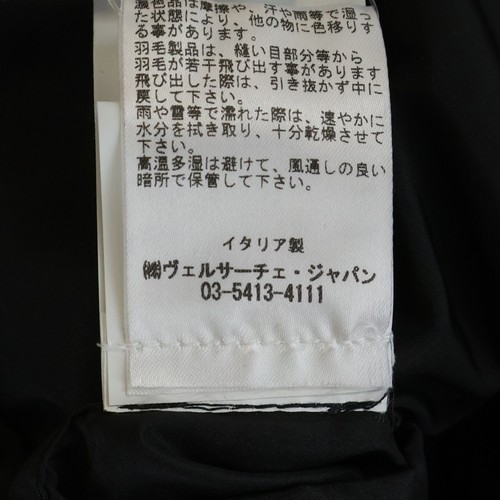 濃色品は摩擦や、汗や雨等で湿っ
た状態により、他の物に色移りす
る事があります。
羽毛製品は、縫い目部分等から
羽毛が若干飛び出す事があります
飛び出した際は、引き抜かず中に
戻して下さい。
雨や雪等で濡れた際は、速やかに
水分を拭き取り、十分乾燥させて
下さい。
高温多湿は避けて、風通しの良い
暗所で保管して下さい。
イタリア製
㈱ヴェルサーチェ・ジャパン
03-5413-4111